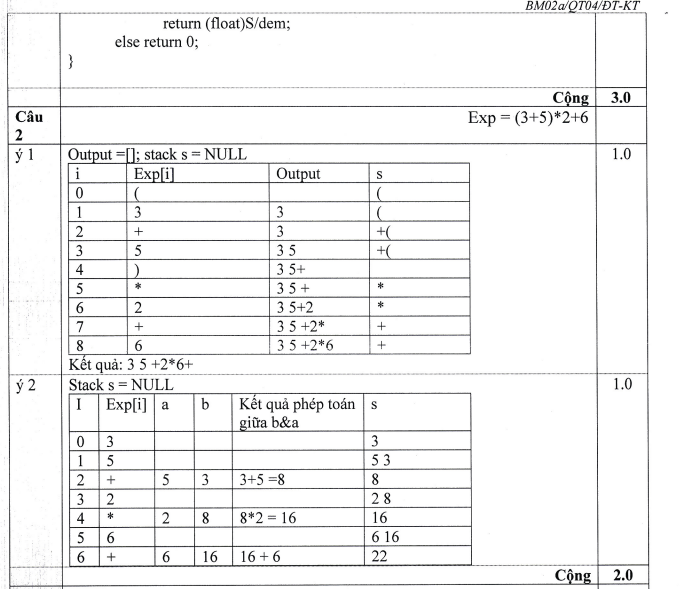 BM02a/QT04/ĐT-KT
return (float)S/dem;
else return 0;
}
Cộng 3.0
Câu 2 Exp = (3+5)*2+6
ý 1 Output =[]; stack s = NULL 1.0
i Exp[i] Output s
0 ( (
1 3 3 (
2 + 3 +(
3 5 3 5 +(
4 ) 3 5+
5 * 3 5 + *
6 2 3 5+2 *
7 + 3 5 +2* +
8 6 3 5 +2*6 +
Kết quả: 3 5 +2*6+
ý 2 Stack s = NULL 1.0
I Exp[i] a b Kết quả phép toán s
giữa b&a
0 3 3
1 5 5 3
2 + 5 3 3+5 =8 8
3 2 2 8
4 * 2 8 8*2 = 16 16
5 6 6 16
6 + 6 16 16 + 6 22
Cộng 2.0